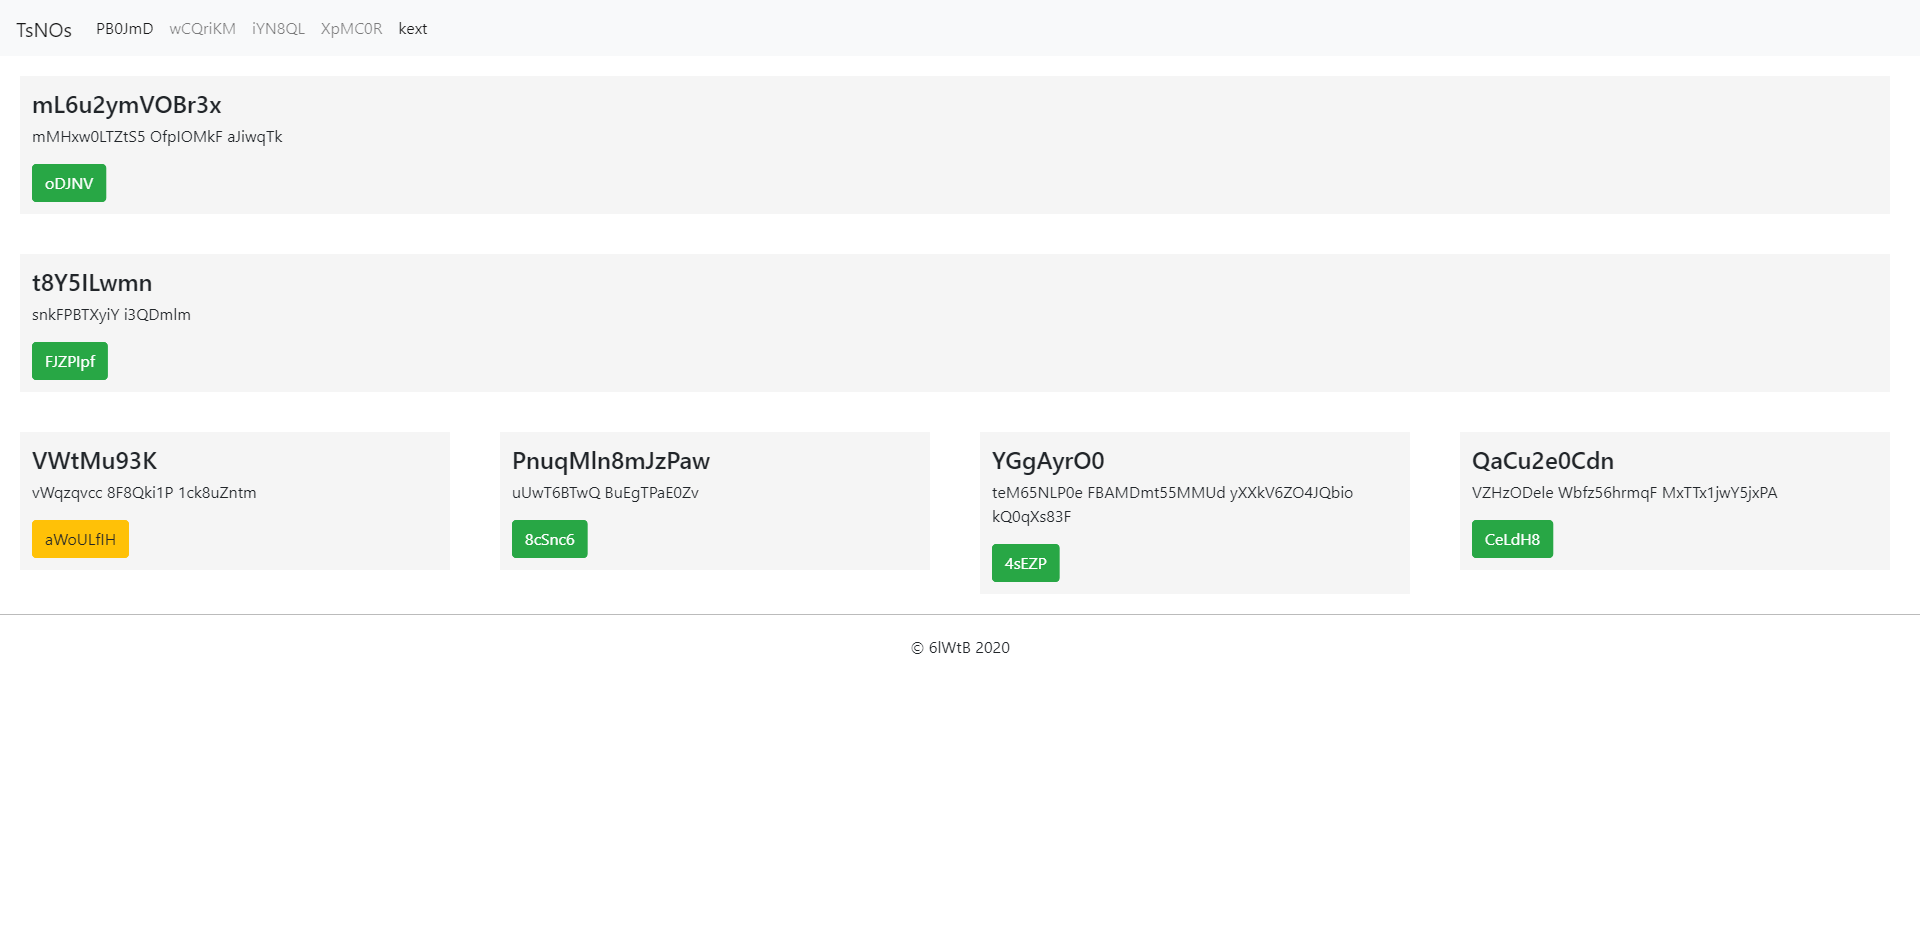 TsNOs PB0JmD wCQriKM iYN8QL XpMC0R kext
mL6u2ymVOBr3x
mMHxw0LTZtS5 OfpIOMkF aJiwqTk
oDJNV
t8Y5ILwmn
snkFPBTXyiY i3QDmlm
FJZPIpf
VWtMu93K
vWqzqvcc 8F8Qki1P 1ck8uZntm
aWoULfIH
PnuqMln8mJzPaw
uUwT6BTwQ BuEgTPaE0Zv
8cSnc6
YGgAyrO0
teM65NLP0e FBAMDmt55MMUd yXXkV6ZO4JQbio
kQ0qXs83F
4sEZP
QaCu2e0Cdn
VZHzODele Wbfz56hrmqF MxTTx1jwY5jxPA
CeLdH8
© 6lWtB 2020